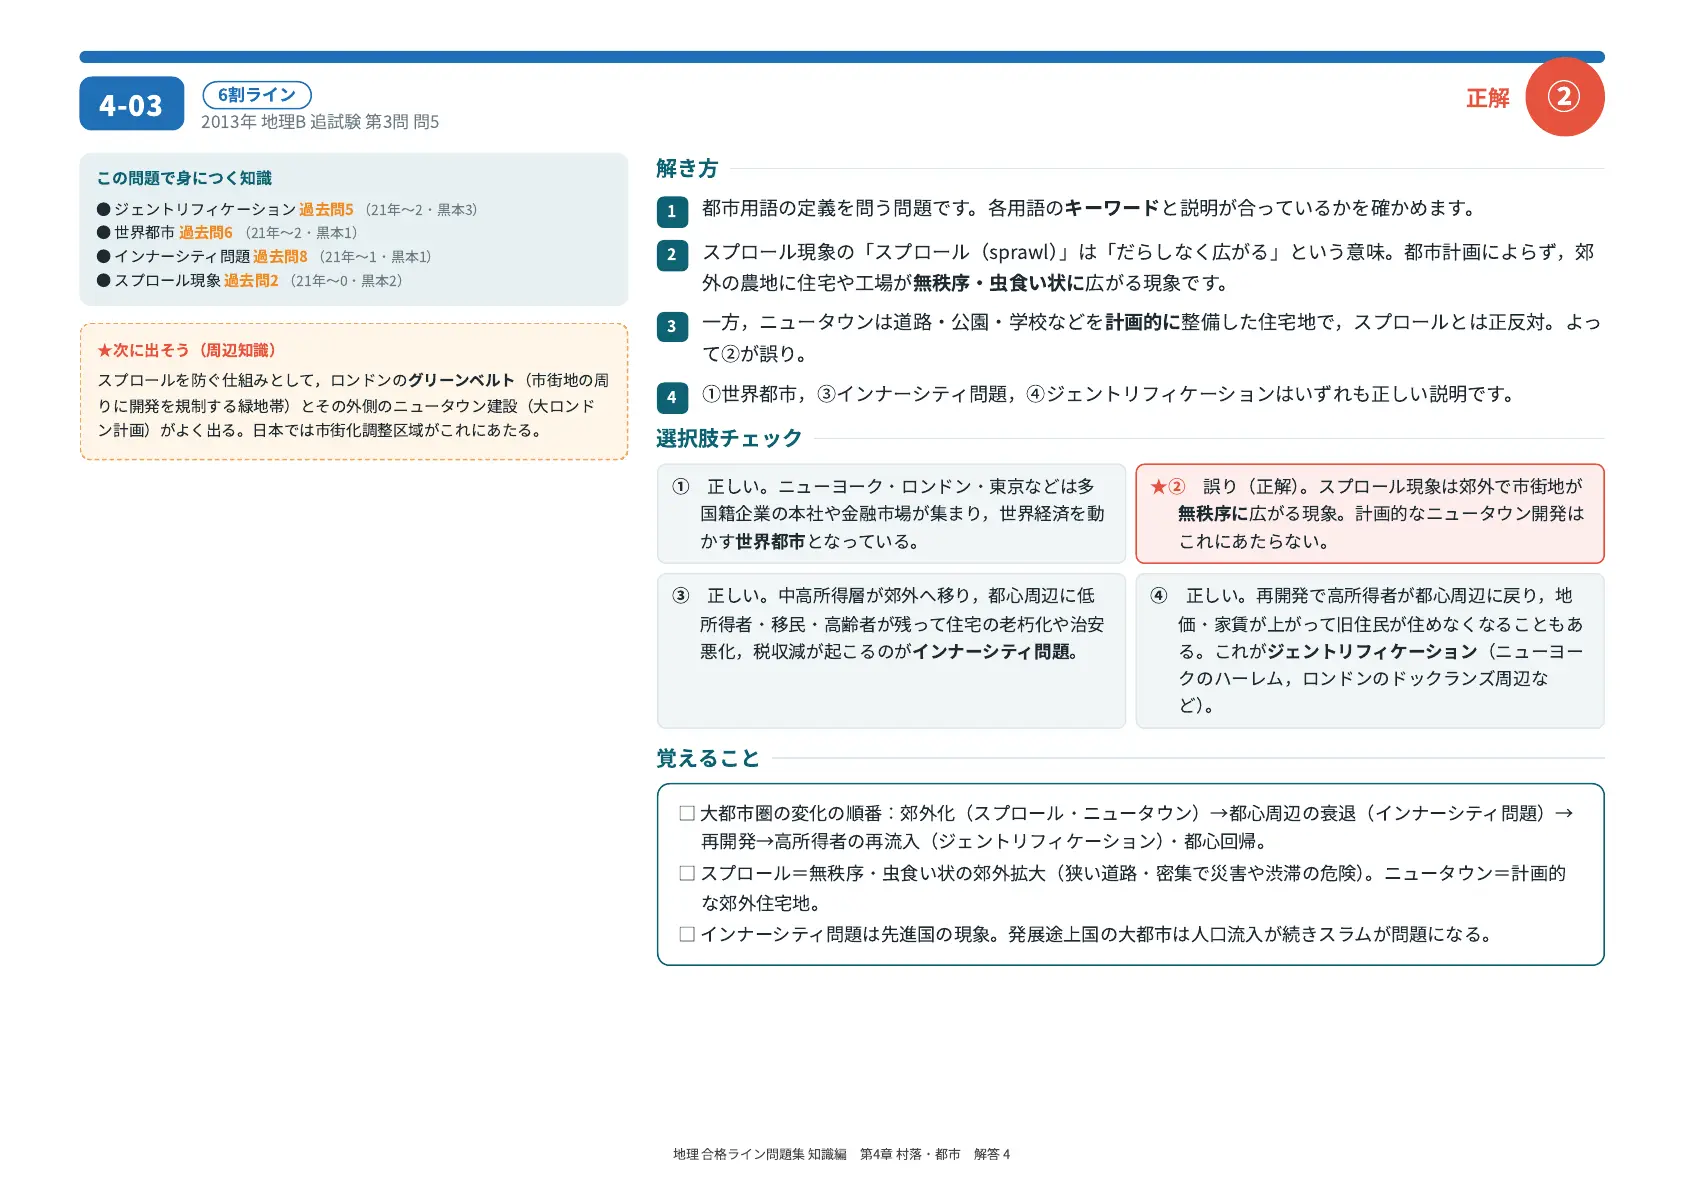 4-03
6割ライン
2013年 地理B 追試験 第3問 問5
正解 ②
この問題で身につく知識
● ジェントリフィケーション 過去問5 （21年〜2・黒本3）
● 世界都市 過去問6 （21年〜2・黒本1）
● インナーシティ問題 過去問8 （21年〜1・黒本1）
● スプロール現象 過去問2 （21年〜0・黒本2）
★次に出そう（周辺知識）
スプロールを防ぐ仕組みとして，ロンドンのグリーンベルト（市街地の周
りに開発を規制する緑地帯）とその外側のニュータウン建設（大ロンド
ン計画）がよく出る。日本では市街化調整区域がこれにあたる。
解き方
1 都市用語の定義を問う問題です。各用語のキーワードと説明が合っているかを確かめます。
2 スプロール現象の「スプロール（sprawl）」は「だらしなく広がる」という意味。都市計画によらず，郊
外の農地に住宅や工場が無秩序・虫食い状に広がる現象です。
3 一方，ニュータウンは道路・公園・学校などを計画的に整備した住宅地で，スプロールとは正反対。よっ
て②が誤り。
4 ①世界都市，③インナーシティ問題，④ジェントリフィケーションはいずれも正しい説明です。
選択肢チェック
① 正しい。ニューヨーク・ロンドン・東京などは多
国籍企業の本社や金融市場が集まり，世界経済を動
かす世界都市となっている。
★② 誤り（正解）。スプロール現象は郊外で市街地が
無秩序に広がる現象。計画的なニュータウン開発は
これにあたらない。
③ 正しい。中高所得層が郊外へ移り，都心周辺に低
所得者・移民・高齢者が残って住宅の老朽化や治安
悪化，税収減が起こるのがインナーシティ問題。
④ 正しい。再開発で高所得者が都心周辺に戻り，地
価・家賃が上がって旧住民が住めなくなることもあ
る。これがジェントリフィケーション（ニューヨー
クのハーレム，ロンドンのドックランズ周辺な
ど）。
覚えること
□ 大都市圏の変化の順番：郊外化（スプロール・ニュータウン）→都心周辺の衰退（インナーシティ問題）→
再開発→高所得者の再流入（ジェントリフィケーション）・都心回帰。
□ スプロール＝無秩序・虫食い状の郊外拡大（狭い道路・密集で災害や渋滞の危険）。ニュータウン＝計画的
な郊外住宅地。
□ インナーシティ問題は先進国の現象。発展途上国の大都市は人口流入が続きスラムが問題になる。
地理 合格ライン問題集 知識編 第4章 村落・都市 解答 4